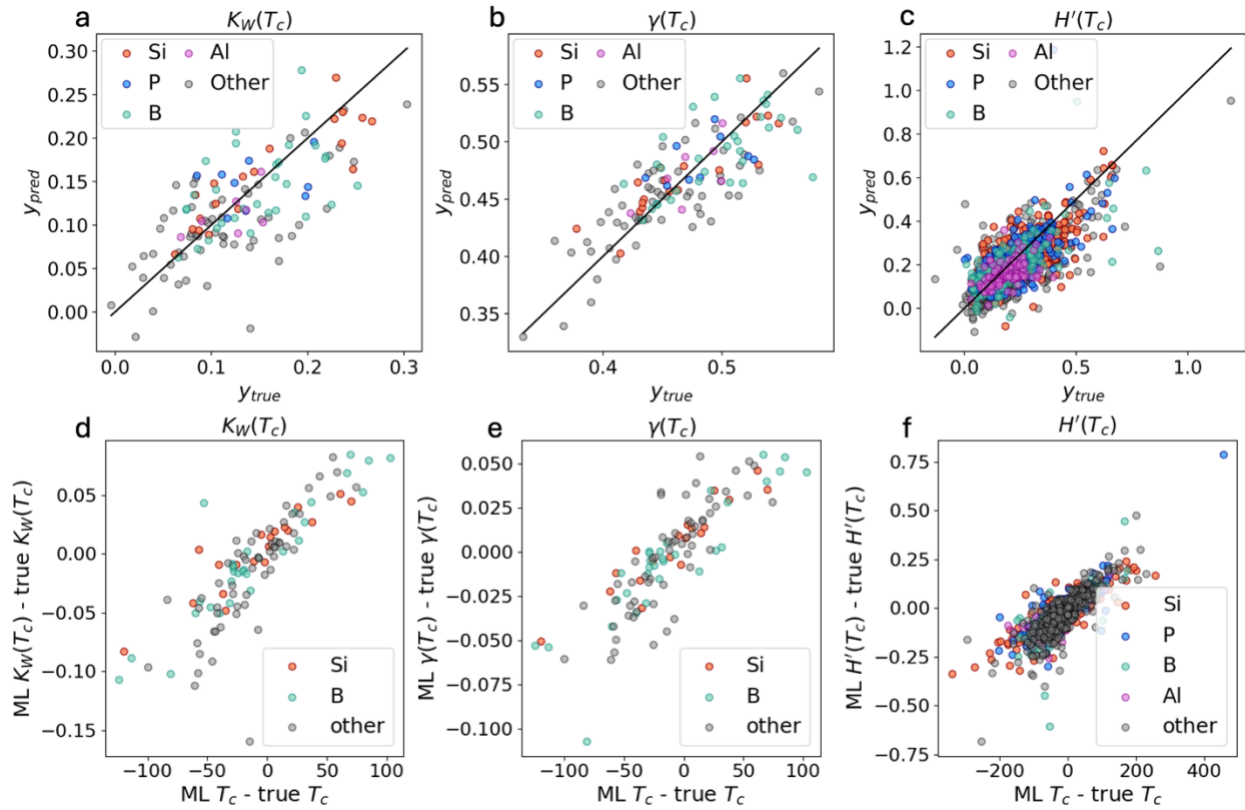 a
K_W(T_c)
0.30
0.25
0.20
0.15
0.10
0.05
0.00
y_pred
Si
P
B
Al
Other
0.0
0.1
0.2
0.3
y_true
b
γ(T_c)
0.55
0.50
0.45
0.40
0.35
y_pred
Si
P
B
Al
Other
0.4
0.5
y_true
c
H′(T_c)
1.2
1.0
0.8
0.6
0.4
0.2
0.0
y_pred
Si
P
B
Al
Other
0.0
0.5
1.0
y_true
d
K_W(T_c)
0.05
0.00
−0.05
−0.10
−0.15
ML K_W(T_c) - true K_W(T_c)
Si
B
other
−100
−50
0
50
100
ML T_c - true T_c
e
γ(T_c)
0.050
0.025
0.000
−0.025
−0.050
−0.075
−0.100
ML γ(T_c) - true γ(T_c)
Si
B
other
−100
−50
0
50
100
ML T_c - true T_c
f
H′(T_c)
0.75
0.50
0.25
0.00
−0.25
−0.50
−0.75
ML H′(T_c) - true H′(T_c)
Si
P
B
Al
other
−200
0
200
400
ML T_c - true T_c